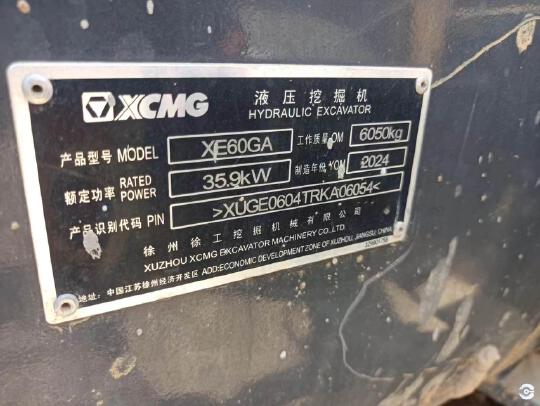 XCMG
液压挖掘机
HYDRAULIC EXCAVATOR
产品型号 MODEL XE60GA 工作质量 OM 6050kg
额定功率 RATED POWER 35.9kW 制造年份 YOM 2024
产品识别代码 PIN >XUGE0604TRKA06054<
徐州徐工挖掘机械有限公司
XUZHOU XCMG EXCAVATOR MACHINERY CO.,LTD.
地址: 中国江苏徐州经济开发区 ADD:ECONOMIC DEVELOPMENT ZONE OF XUZHOU, JIANGSU, CHINA